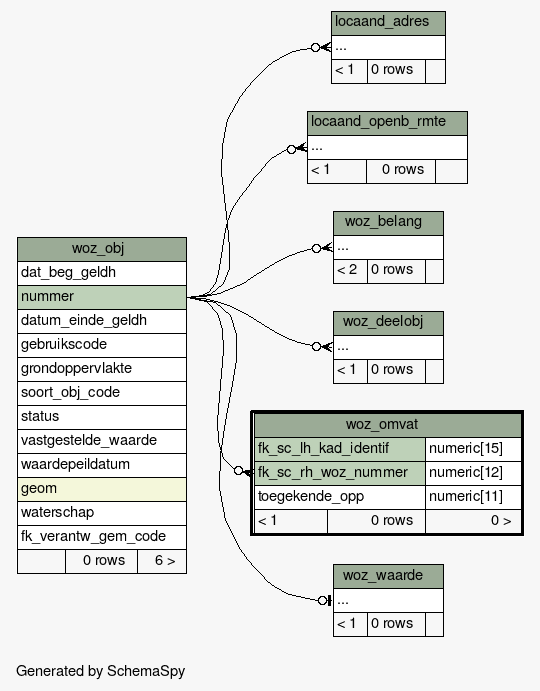 locaand_adres
...
< 1 0 rows
locaand_openb_rmte
...
< 1 0 rows
woz_belang
...
< 2 0 rows
woz_obj
dat_beg_geldh
nummer
datum_einde_geldh
gebruikscode
grondoppervlakte
soort_obj_code
status
vastgestelde_waarde
waardepeildatum
geom
waterschap
fk_verantw_gem_code
0 rows 6 >
woz_deelobj
...
< 1 0 rows
woz_omvat
fk_sc_lh_kad_identif numeric[15]
fk_sc_rh_woz_nummer numeric[12]
toegekende_opp numeric[11]
< 1 0 rows 0 >
woz_waarde
...
< 1 0 rows
Generated by SchemaSpy